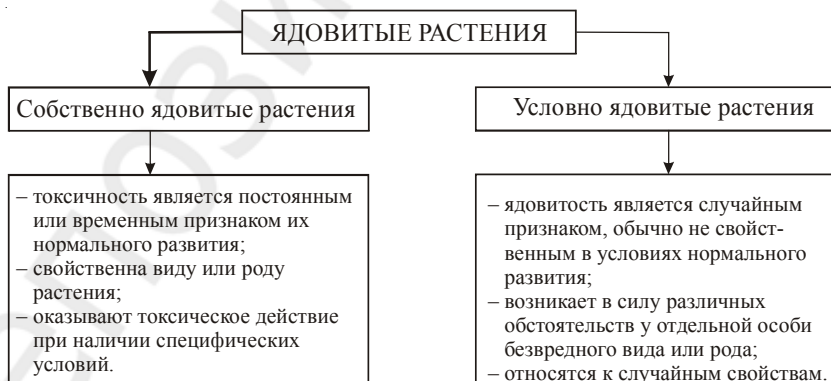 ЯДОВИТЫЕ РАСТЕНИЯ
Собственно ядовитые растения
– токсичность является постоянным
или временным признаком их
нормального развития;
– свойственна виду или роду
растения;
– оказывают токсическое действие
при наличии специфических
условий.
Условно ядовитые растения
– ядовитость является случайным
признаком, обычно не свойст-
венным в условиях нормального
развития;
– возникает в силу различных
обстоятельств у отдельной особи
безвредного вида или рода;
– относятся к случайным свойствам.